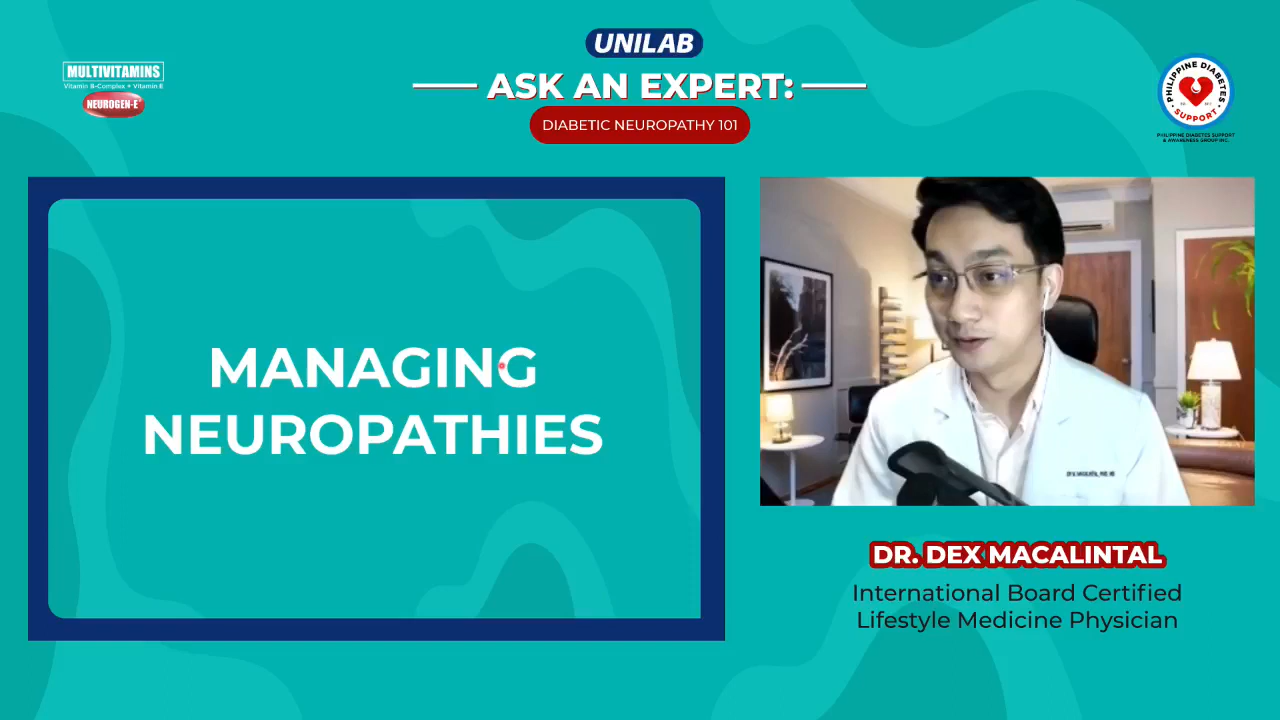 UNILAB
MULTIVITAMINS
Vitamin B-Complex + Vitamin E
NEUROGEN-E
ASK AN EXPERT:
DIABETIC NEUROPATHY 101
PHILIPPINE DIABETES
SUPPORT
PHILIPPINE DIABETES SUPPORT
& AWARENESS GROUP INC.
MANAGING
NEUROPATHIES
DR. DEX MACALINTAL
International Board Certified
Lifestyle Medicine Physician